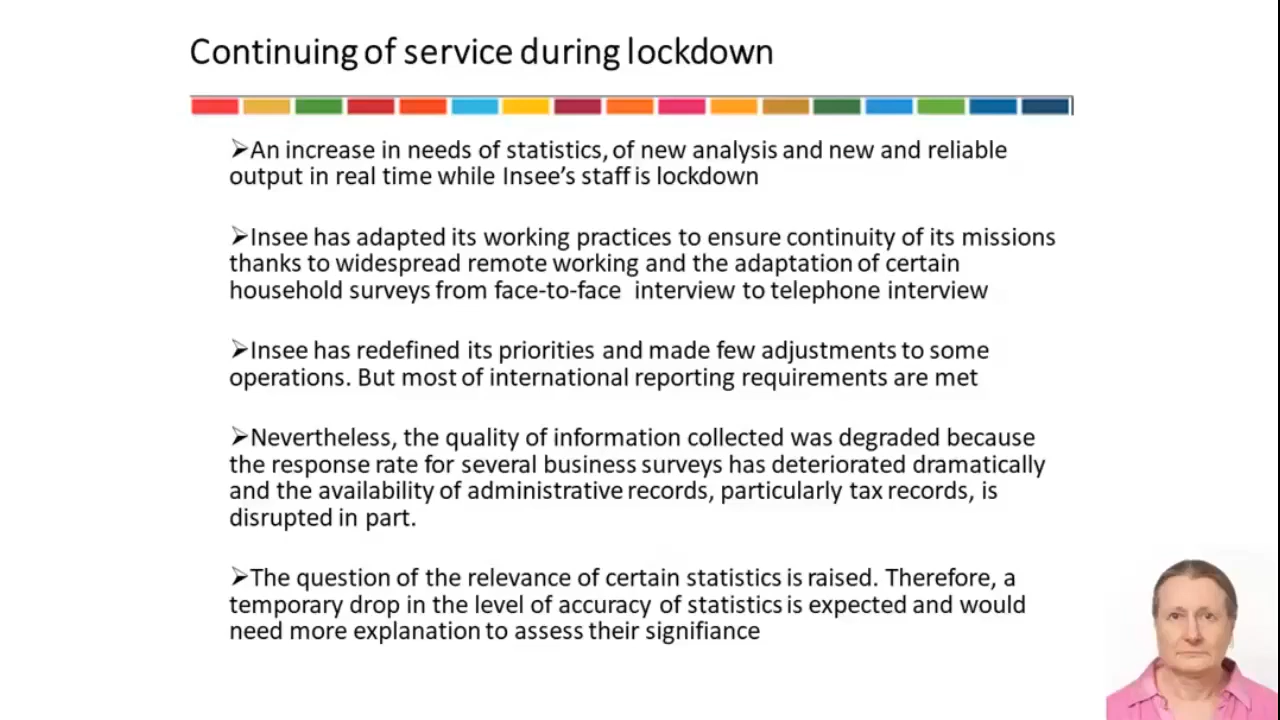 Continuing of service during lockdown
➢An increase in needs of statistics, of new analysis and new and reliable
output in real time while Insee’s staff is lockdown
➢Insee has adapted its working practices to ensure continuity of its missions
thanks to widespread remote working and the adaptation of certain
household surveys from face-to-face interview to telephone interview
➢Insee has redefined its priorities and made few adjustments to some
operations. But most of international reporting requirements are met
➢Nevertheless, the quality of information collected was degraded because
the response rate for several business surveys has deteriorated dramatically
and the availability of administrative records, particularly tax records, is
disrupted in part.
➢The question of the relevance of certain statistics is raised. Therefore, a
temporary drop in the level of accuracy of statistics is expected and would
need more explanation to assess their signifiance